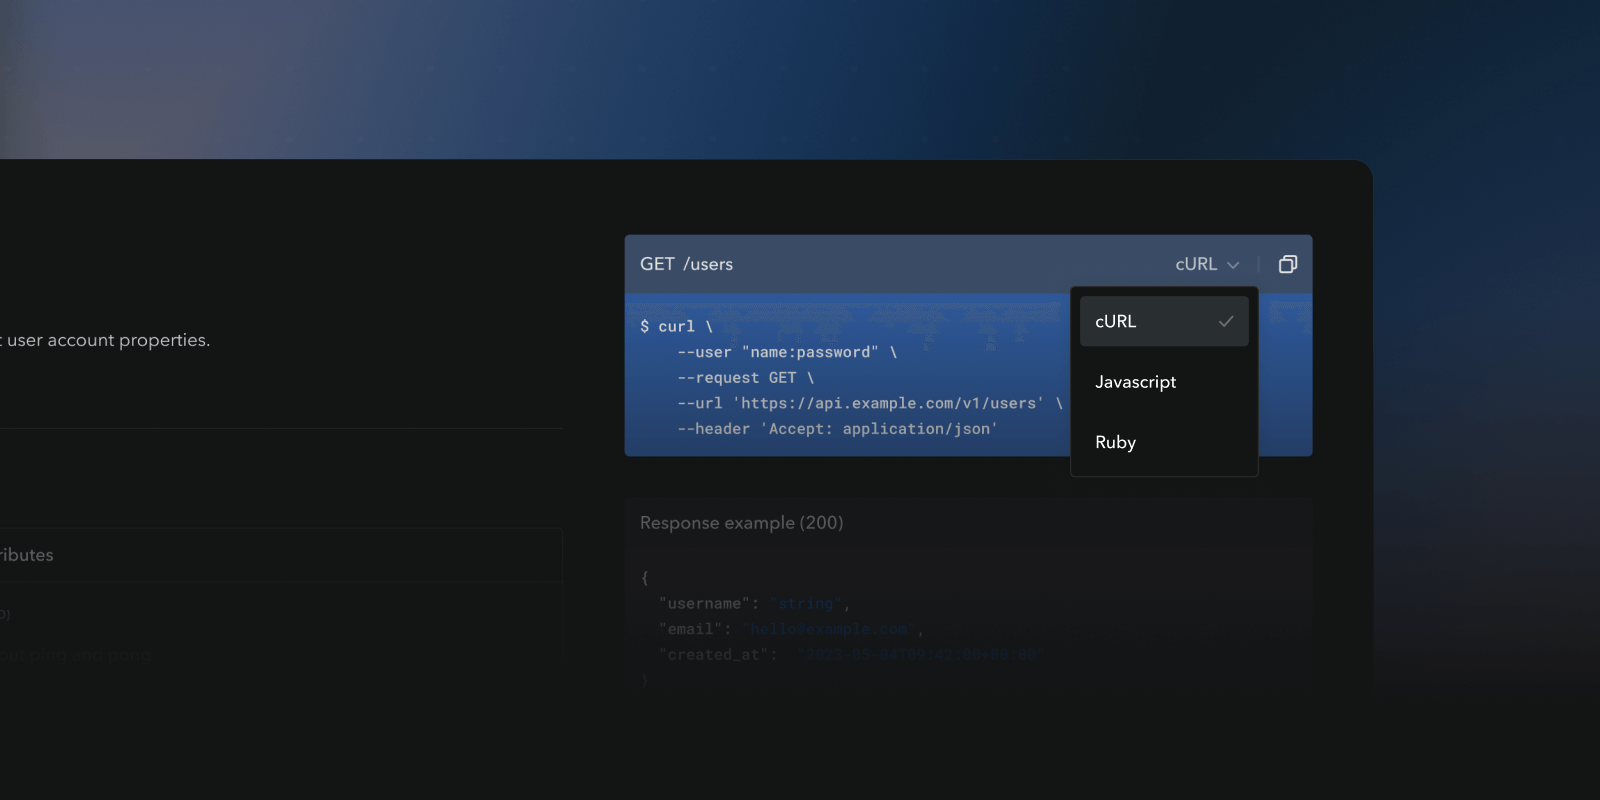 user account properties.
GET /users
cURL
$ curl \
--user "name:password" \
--request GET \
--url 'https://api.example.com/v1/users' \
--header 'Accept: application/json'
cURL
Javascript
Ruby
Response example (200)
{
"username": "string",
"email": "hello@example.com",
"created_at":
}
ributes